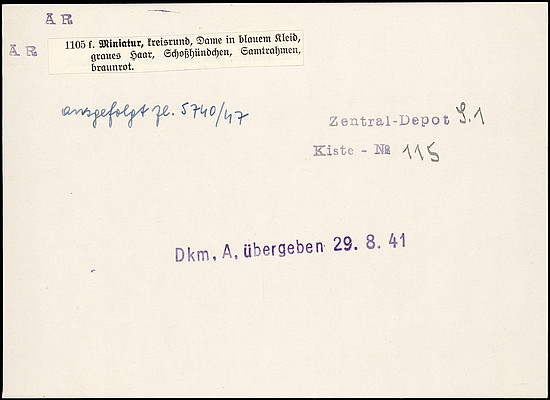 AR
AR
1105 f. Miniatur, kreisrund, Dame in blauem Kleid,
graues Haar, Schoßhündchen, Samtrahmen,
braunrot.
ausgefolgt zl. 5740/47
Zentral-Depot S.1
Kiste - № 115
Dkm. A. übergeben 29. 8. 41